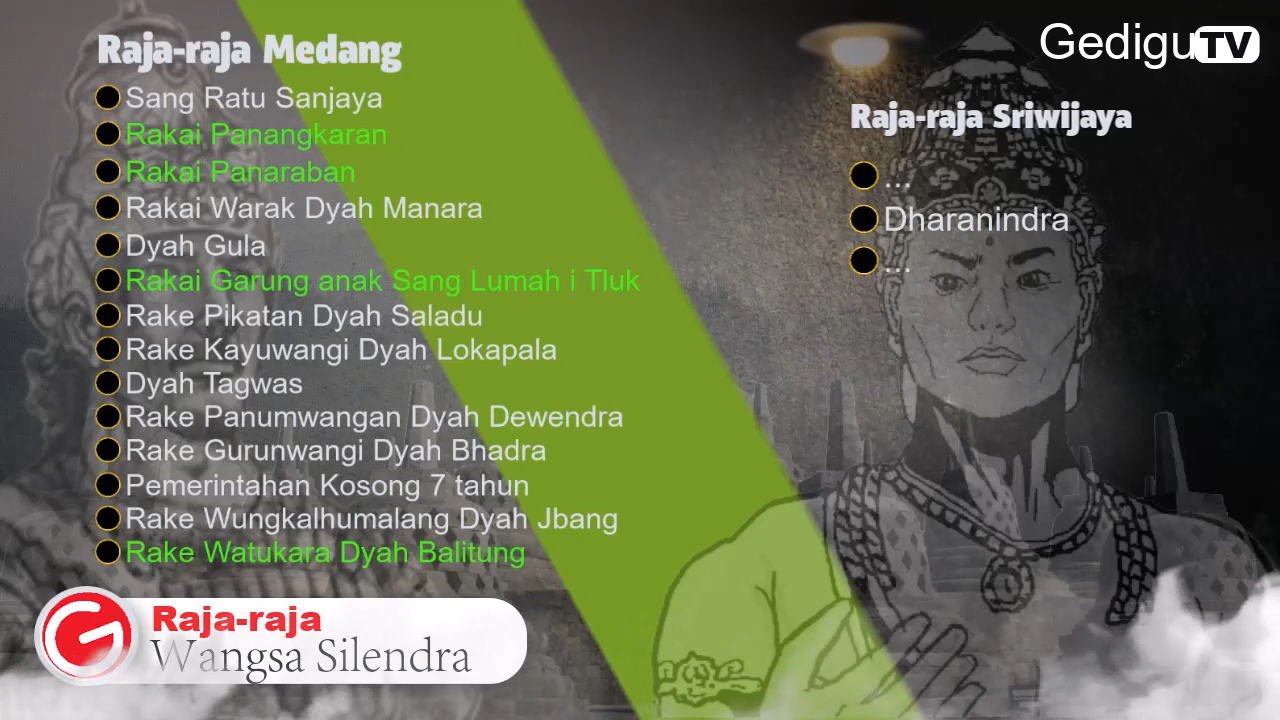 Raja-raja Medang
Sang Ratu Sanjaya
Rakai Panangkaran
Rakai Panaraban
Rakai Warak Dyah Manara
Dyah Gula
Rakai Garung anak Sang Lumah i Tluk
Rake Pikatan Dyah Saladu
Rake Kayuwangi Dyah Lokapala
Dyah Tagwas
Rake Panumwangan Dyah Dewendra
Rake Gurunwangi Dyah Bhadra
Pemerintahan Kosong 7 tahun
Rake Wungkalhumalang Dyah Jbang
Rake Watukara Dyah Balitung
GediguTV
Raja-raja Sriwijaya
...
Dharanindra
...
G
Raja-raja
Wangsa Silendra